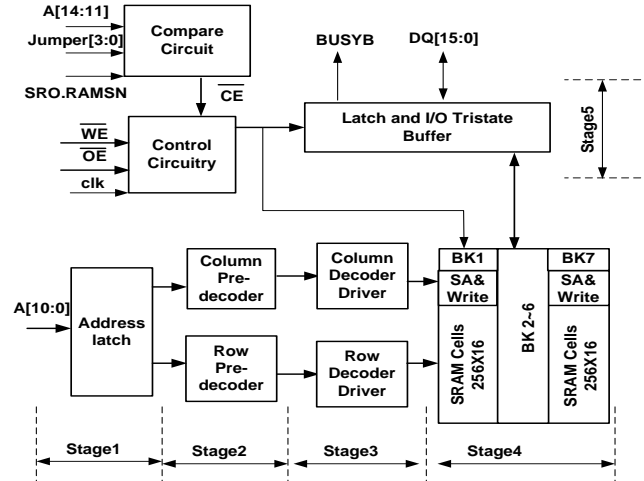 A[14:11]
Jumper[3:0]
SRO.RAMSN
Compare
Circuit
CE
BUSYB
DQ[15:0]
WE
OE
clk
Control
Circuitry
Latch and I/O Tristate
Buffer
Stage5
A[10:0]
Address
latch
Column
Pre-
decoder
Column
Decoder
Driver
Row
Pre-
decoder
Row
Decoder
Driver
BK1
SA&
Write
SRAM Cells
256X16
BK 2~6
BK7
SA&
Write
SRAM Cells
256X16
Stage1
Stage2
Stage3
Stage4